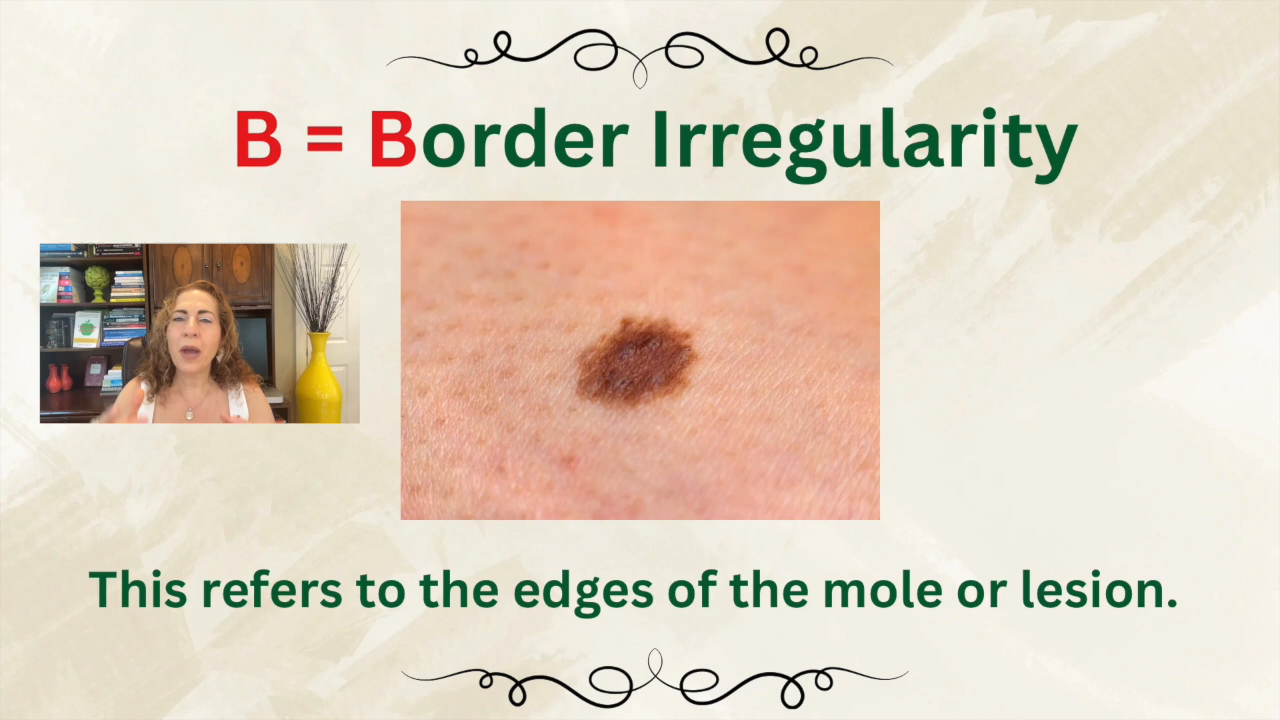 B = Border Irregularity
This refers to the edges of the mole or lesion.